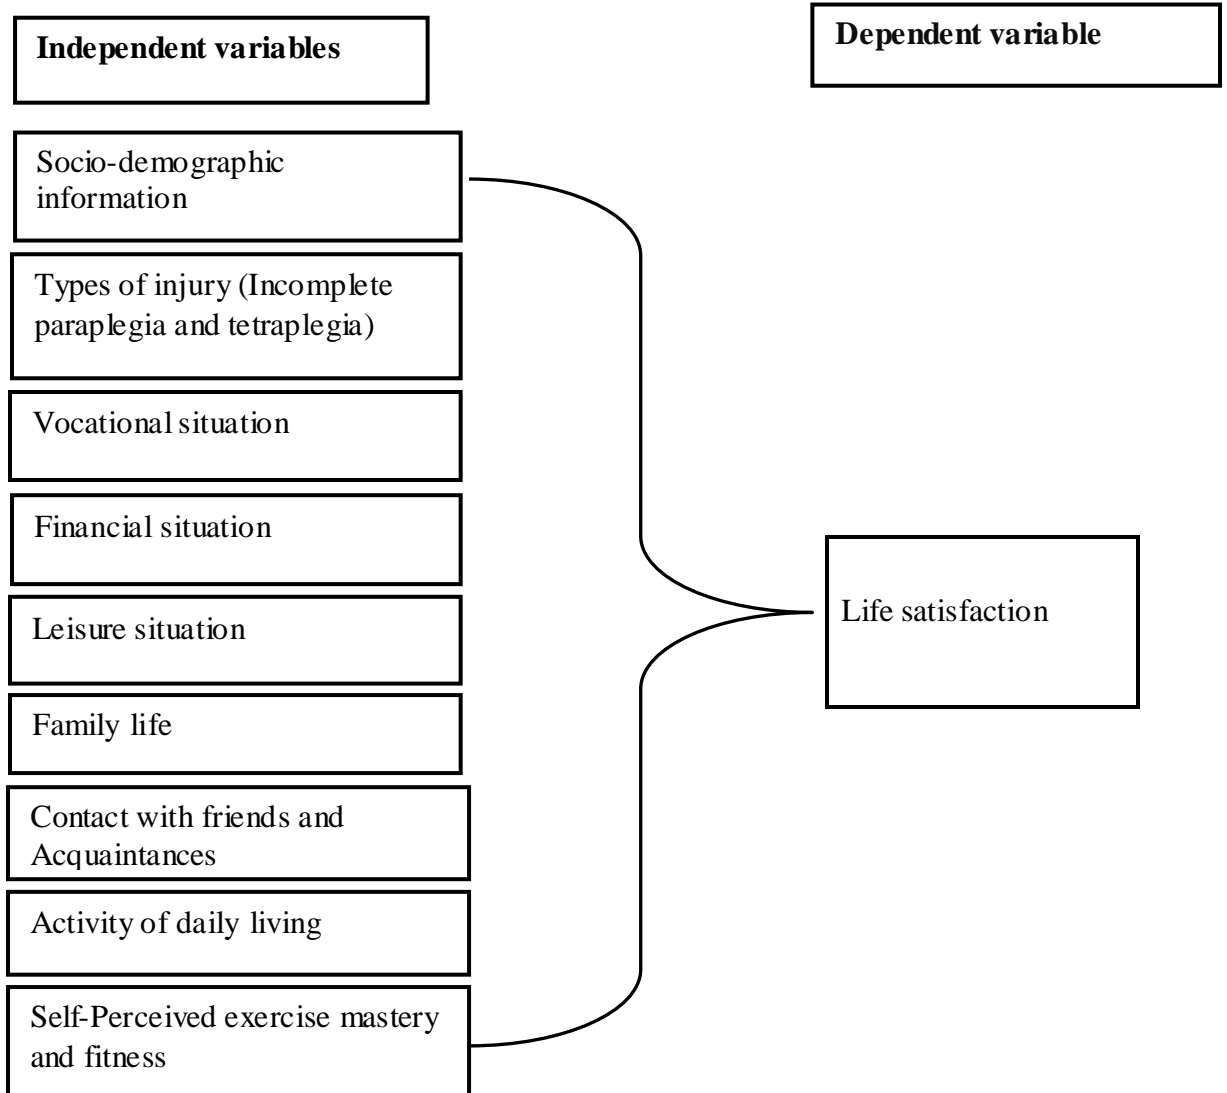 Independent variables
Dependent variable
Socio-demographic
information
Types of injury (Incomplete
paraplegia and tetraplegia)
Vocational situation
Financial situation
Leisure situation
Family life
Contact with friends and
Acquaintances
Activity of daily living
Self-Perceived exercise mastery
and fitness
Life satisfaction